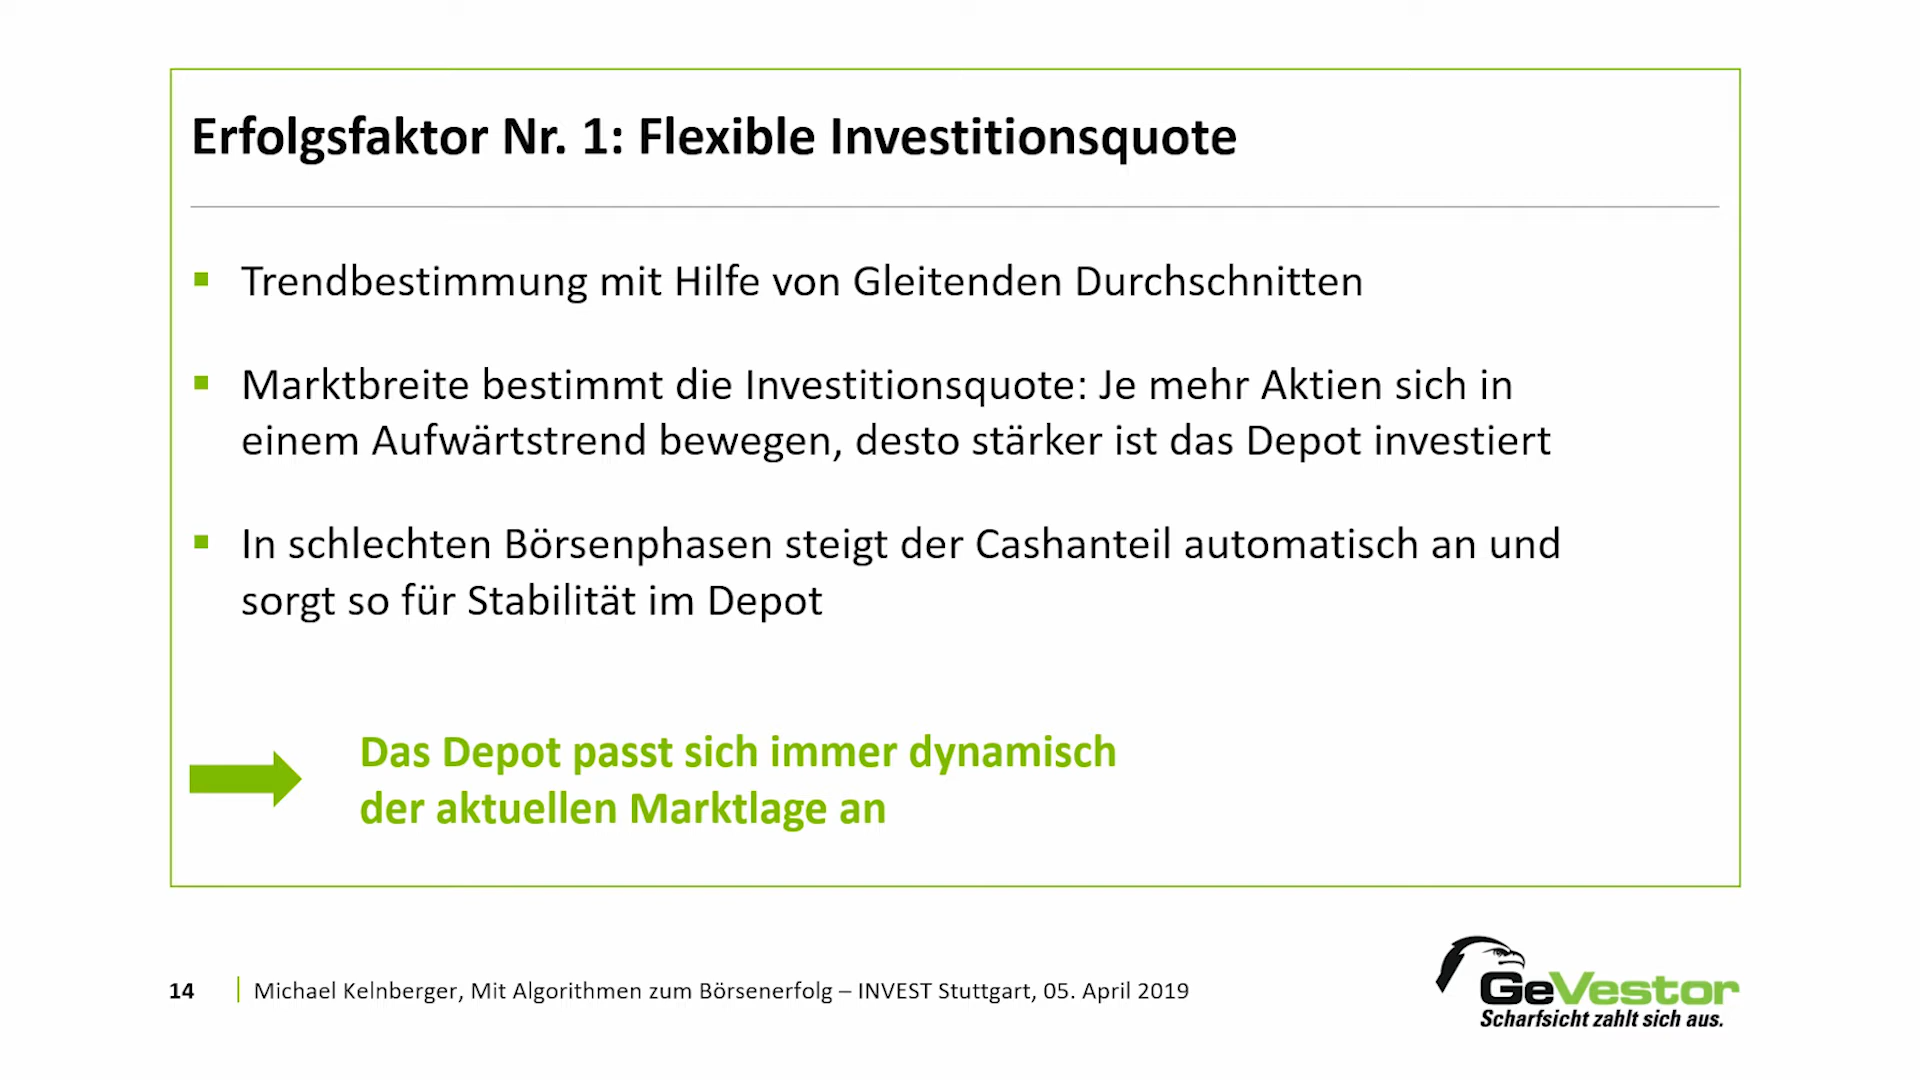 Erfolgsfaktor Nr. 1: Flexible Investitionsquote
Trendbestimmung mit Hilfe von Gleitenden Durchschnitten
Marktbreite bestimmt die Investitionsquote: Je mehr Aktien sich in
einem Aufwärtstrend bewegen, desto stärker ist das Depot investiert
In schlechten Börsenphasen steigt der Cashanteil automatisch an und
sorgt so für Stabilität im Depot
Das Depot passt sich immer dynamisch
der aktuellen Marktlage an
14 Michael Kelnberger, Mit Algorithmen zum Börsenerfolg – INVEST Stuttgart, 05. April 2019
GeVestor
Scharfsicht zahlt sich aus.